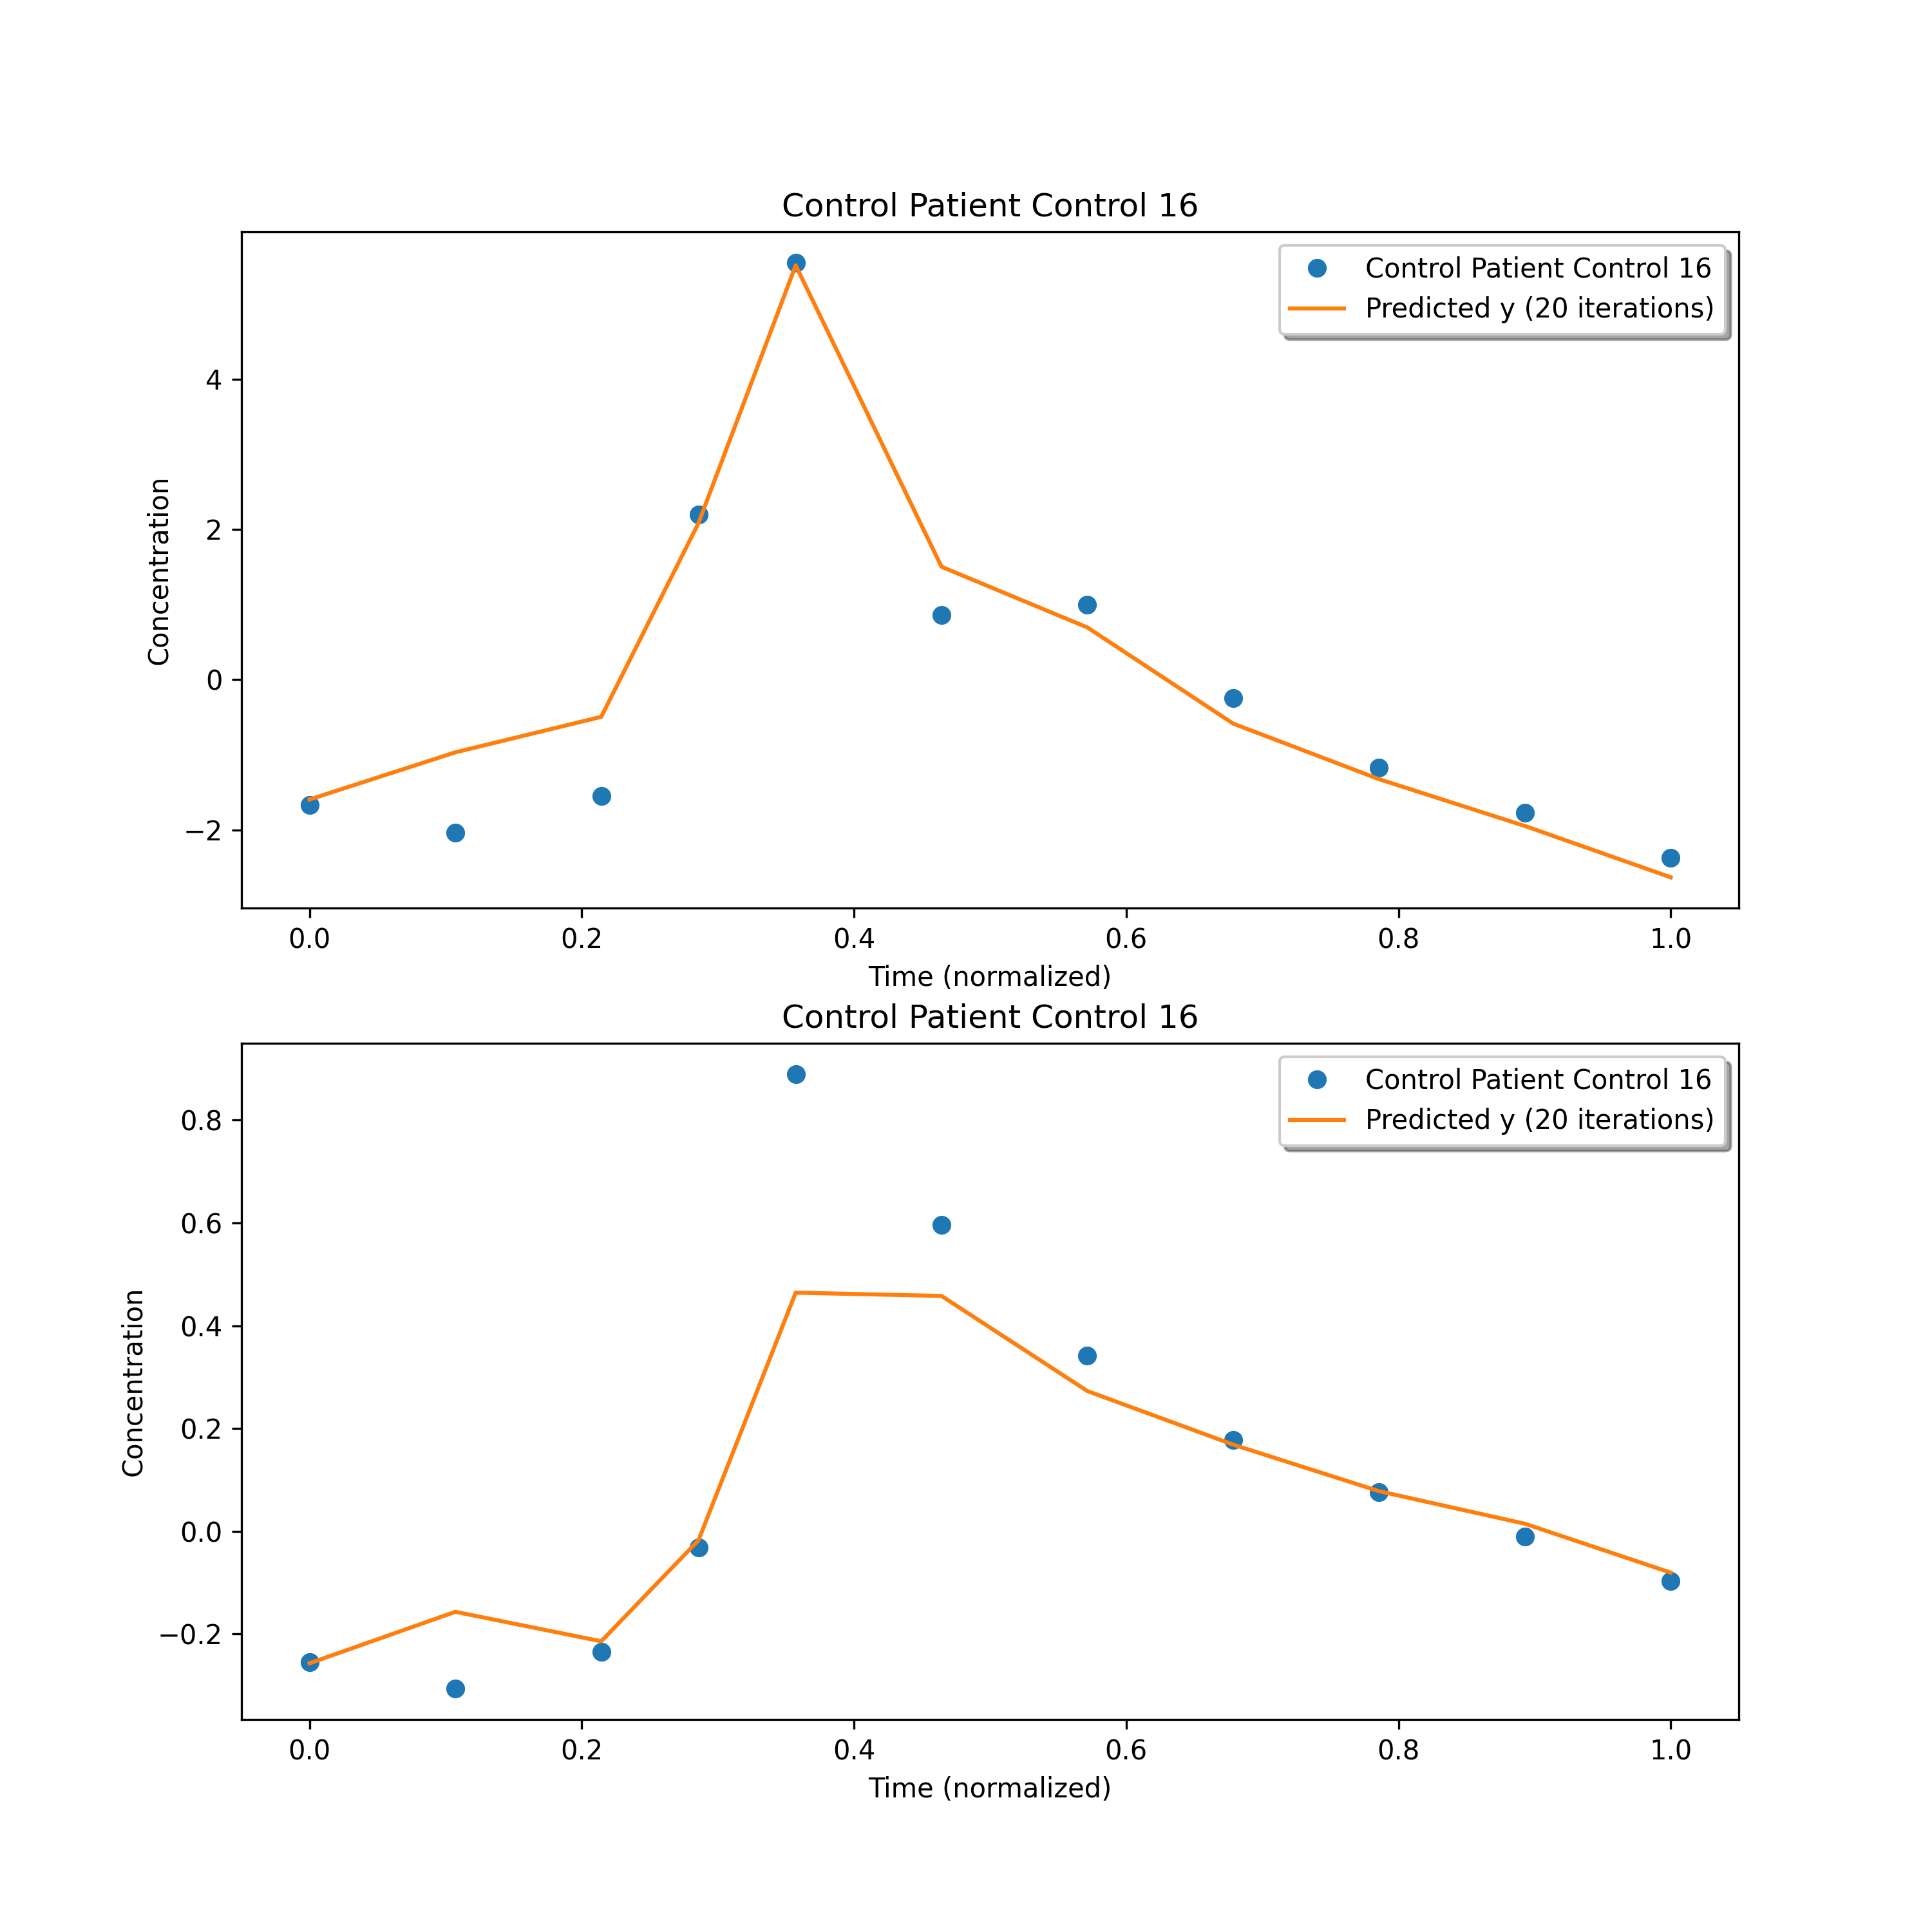 Control Patient Control 16
Control Patient Control 16
Predicted y (20 iterations)
4
2
0
−2
Concentration
0.0 0.2 0.4 0.6 0.8 1.0
Time (normalized)
Control Patient Control 16
Control Patient Control 16
Predicted y (20 iterations)
0.8
0.6
0.4
0.2
0.0
−0.2
Concentration
0.0 0.2 0.4 0.6 0.8 1.0
Time (normalized)